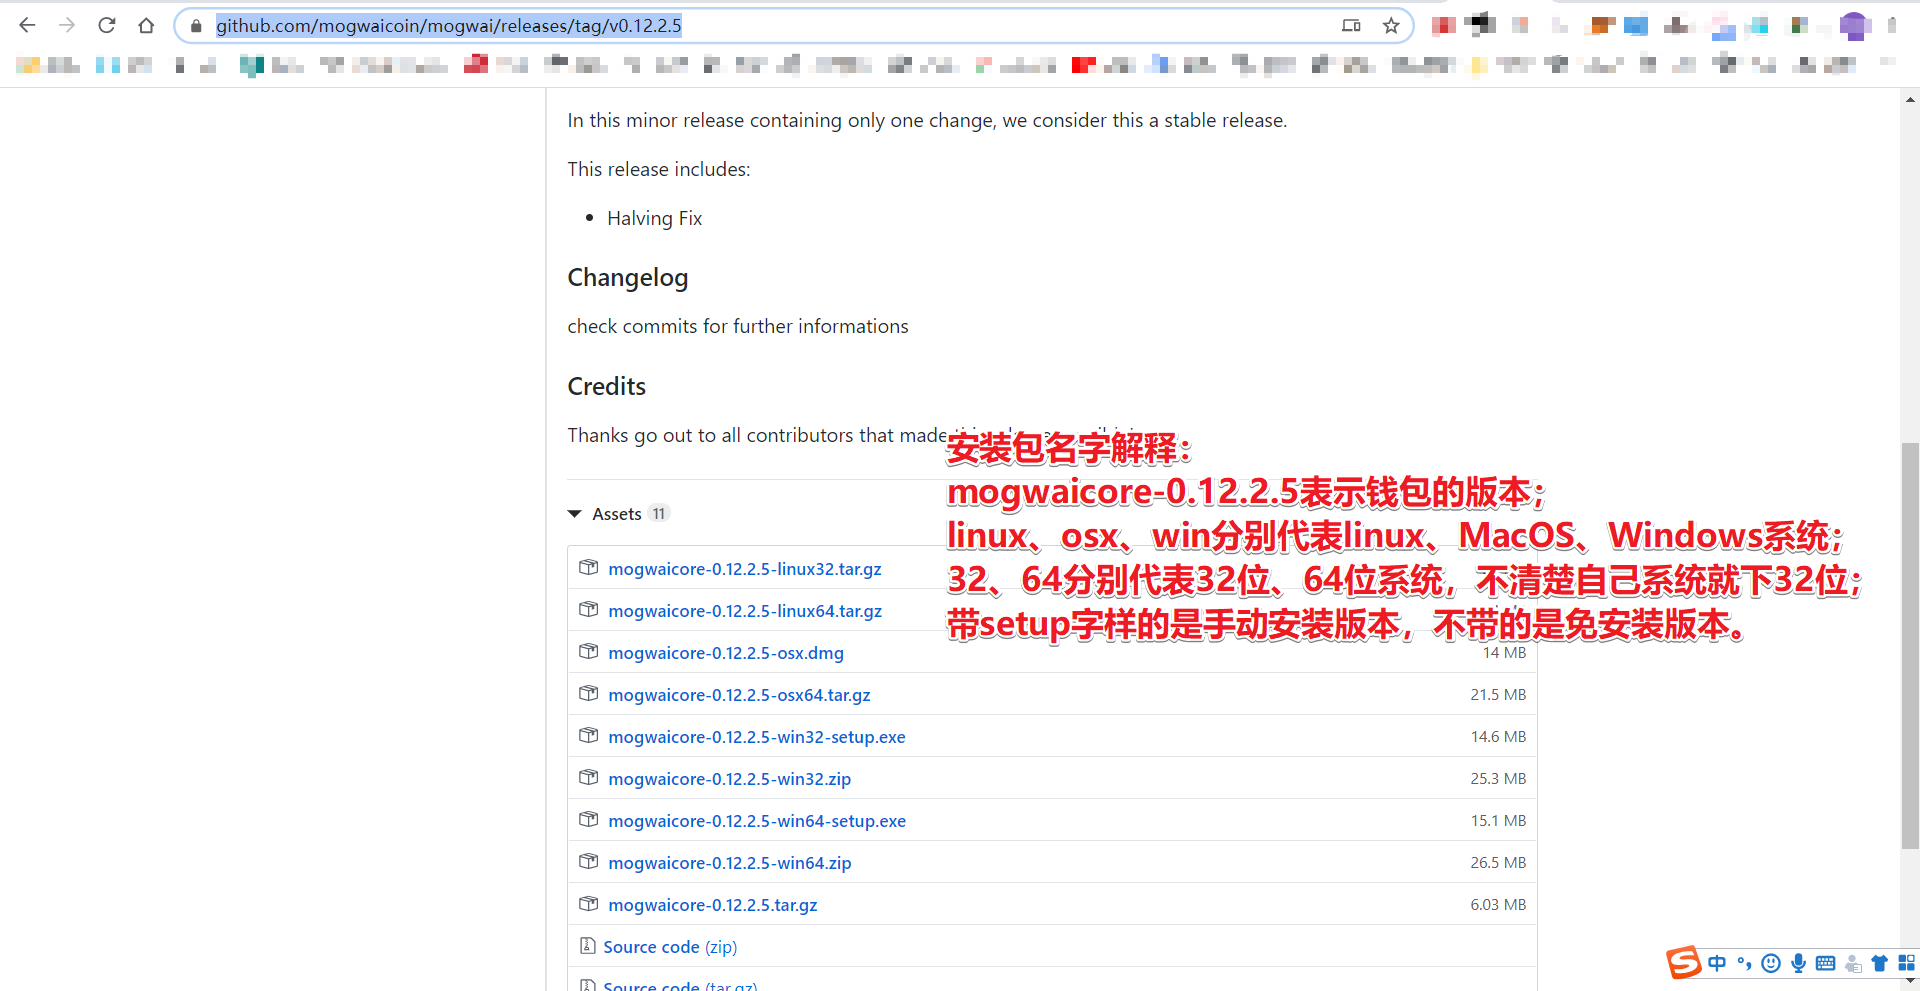 github.com/mogwaicoin/mogwai/releases/tag/v0.12.2.5
In this minor release containing only one change, we consider this a stable release.
This release includes:
Halving Fix
Changelog
check commits for further informations
Credits
Thanks go out to all contributors that made
安装包名字解释：
mogwaicore-0.12.2.5表示钱包的版本；
linux、osx、win分别代表linux、MacOS、Windows系统；
32、64分别代表32位、64位系统，不清楚自己系统就下32位；
带setup字样的是手动安装版本，不带的是免安装版本。
Assets 11
mogwaicore-0.12.2.5-linux32.tar.gz
mogwaicore-0.12.2.5-linux64.tar.gz
mogwaicore-0.12.2.5-osx.dmg 14 MB
mogwaicore-0.12.2.5-osx64.tar.gz 21.5 MB
mogwaicore-0.12.2.5-win32-setup.exe 14.6 MB
mogwaicore-0.12.2.5-win32.zip 25.3 MB
mogwaicore-0.12.2.5-win64-setup.exe 15.1 MB
mogwaicore-0.12.2.5-win64.zip 26.5 MB
mogwaicore-0.12.2.5.tar.gz 6.03 MB
Source code (zip)
Source code (tar.gz)
中